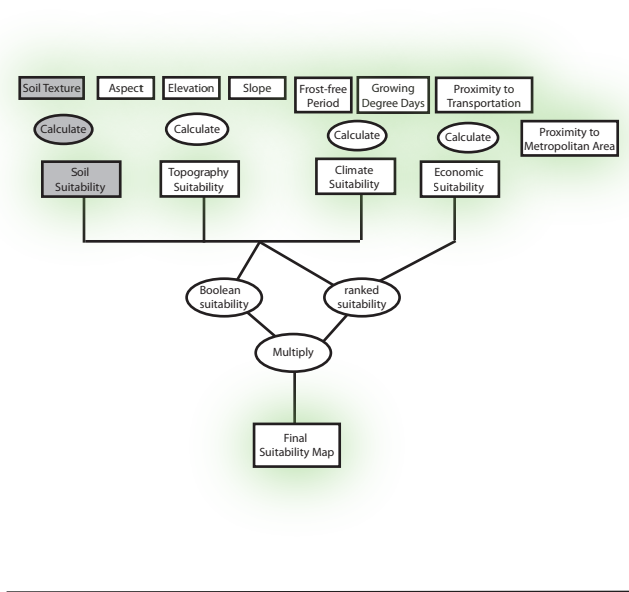 Soil Texture
Aspect
Elevation
Slope
Frost-free
Period
Growing
Degree Days
Proximity to
Transportation
Calculate
Calculate
Calculate
Calculate
Proximity to
Metropolitan Area
Soil
Suitability
Topography
Suitability
Climate
Suitability
Economic
Suitability
Boolean
suitability
ranked
suitability
Multiply
Final
Suitability Map